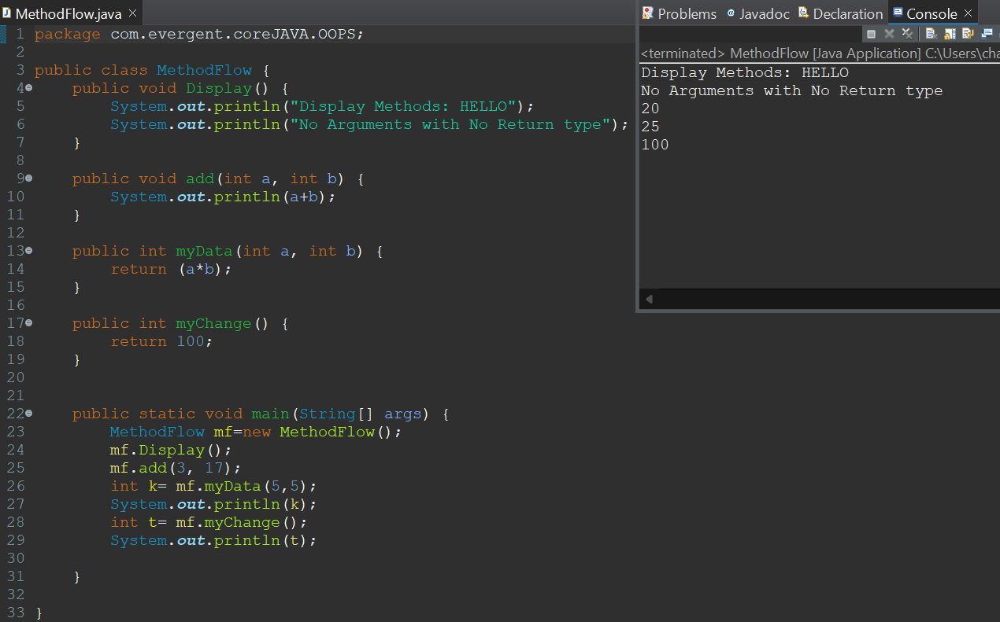 MethodFlow.java
1 package com.evergent.coreJAVA.OOPS;
2
3 public class MethodFlow {
4 public void Display() {
5 System.out.println("Display Methods: HELLO");
6 System.out.println("No Arguments with No Return type");
7 }
8
9 public void add(int a, int b) {
10 System.out.println(a+b);
11 }
12
13 public int myData(int a, int b) {
14 return (a*b);
15 }
16
17 public int myChange() {
18 return 100;
19 }
20
21
22 public static void main(String[] args) {
23 MethodFlow mf=new MethodFlow();
24 mf.Display();
25 mf.add(3, 17);
26 int k= mf.myData(5,5);
27 System.out.println(k);
28 int t= mf.myChange();
29 System.out.println(t);
30
31 }
32
33 }
Problems @ Javadoc Declaration Console
<terminated> MethodFlow [Java Application] C:\Users\cha
Display Methods: HELLO
No Arguments with No Return type
20
25
100